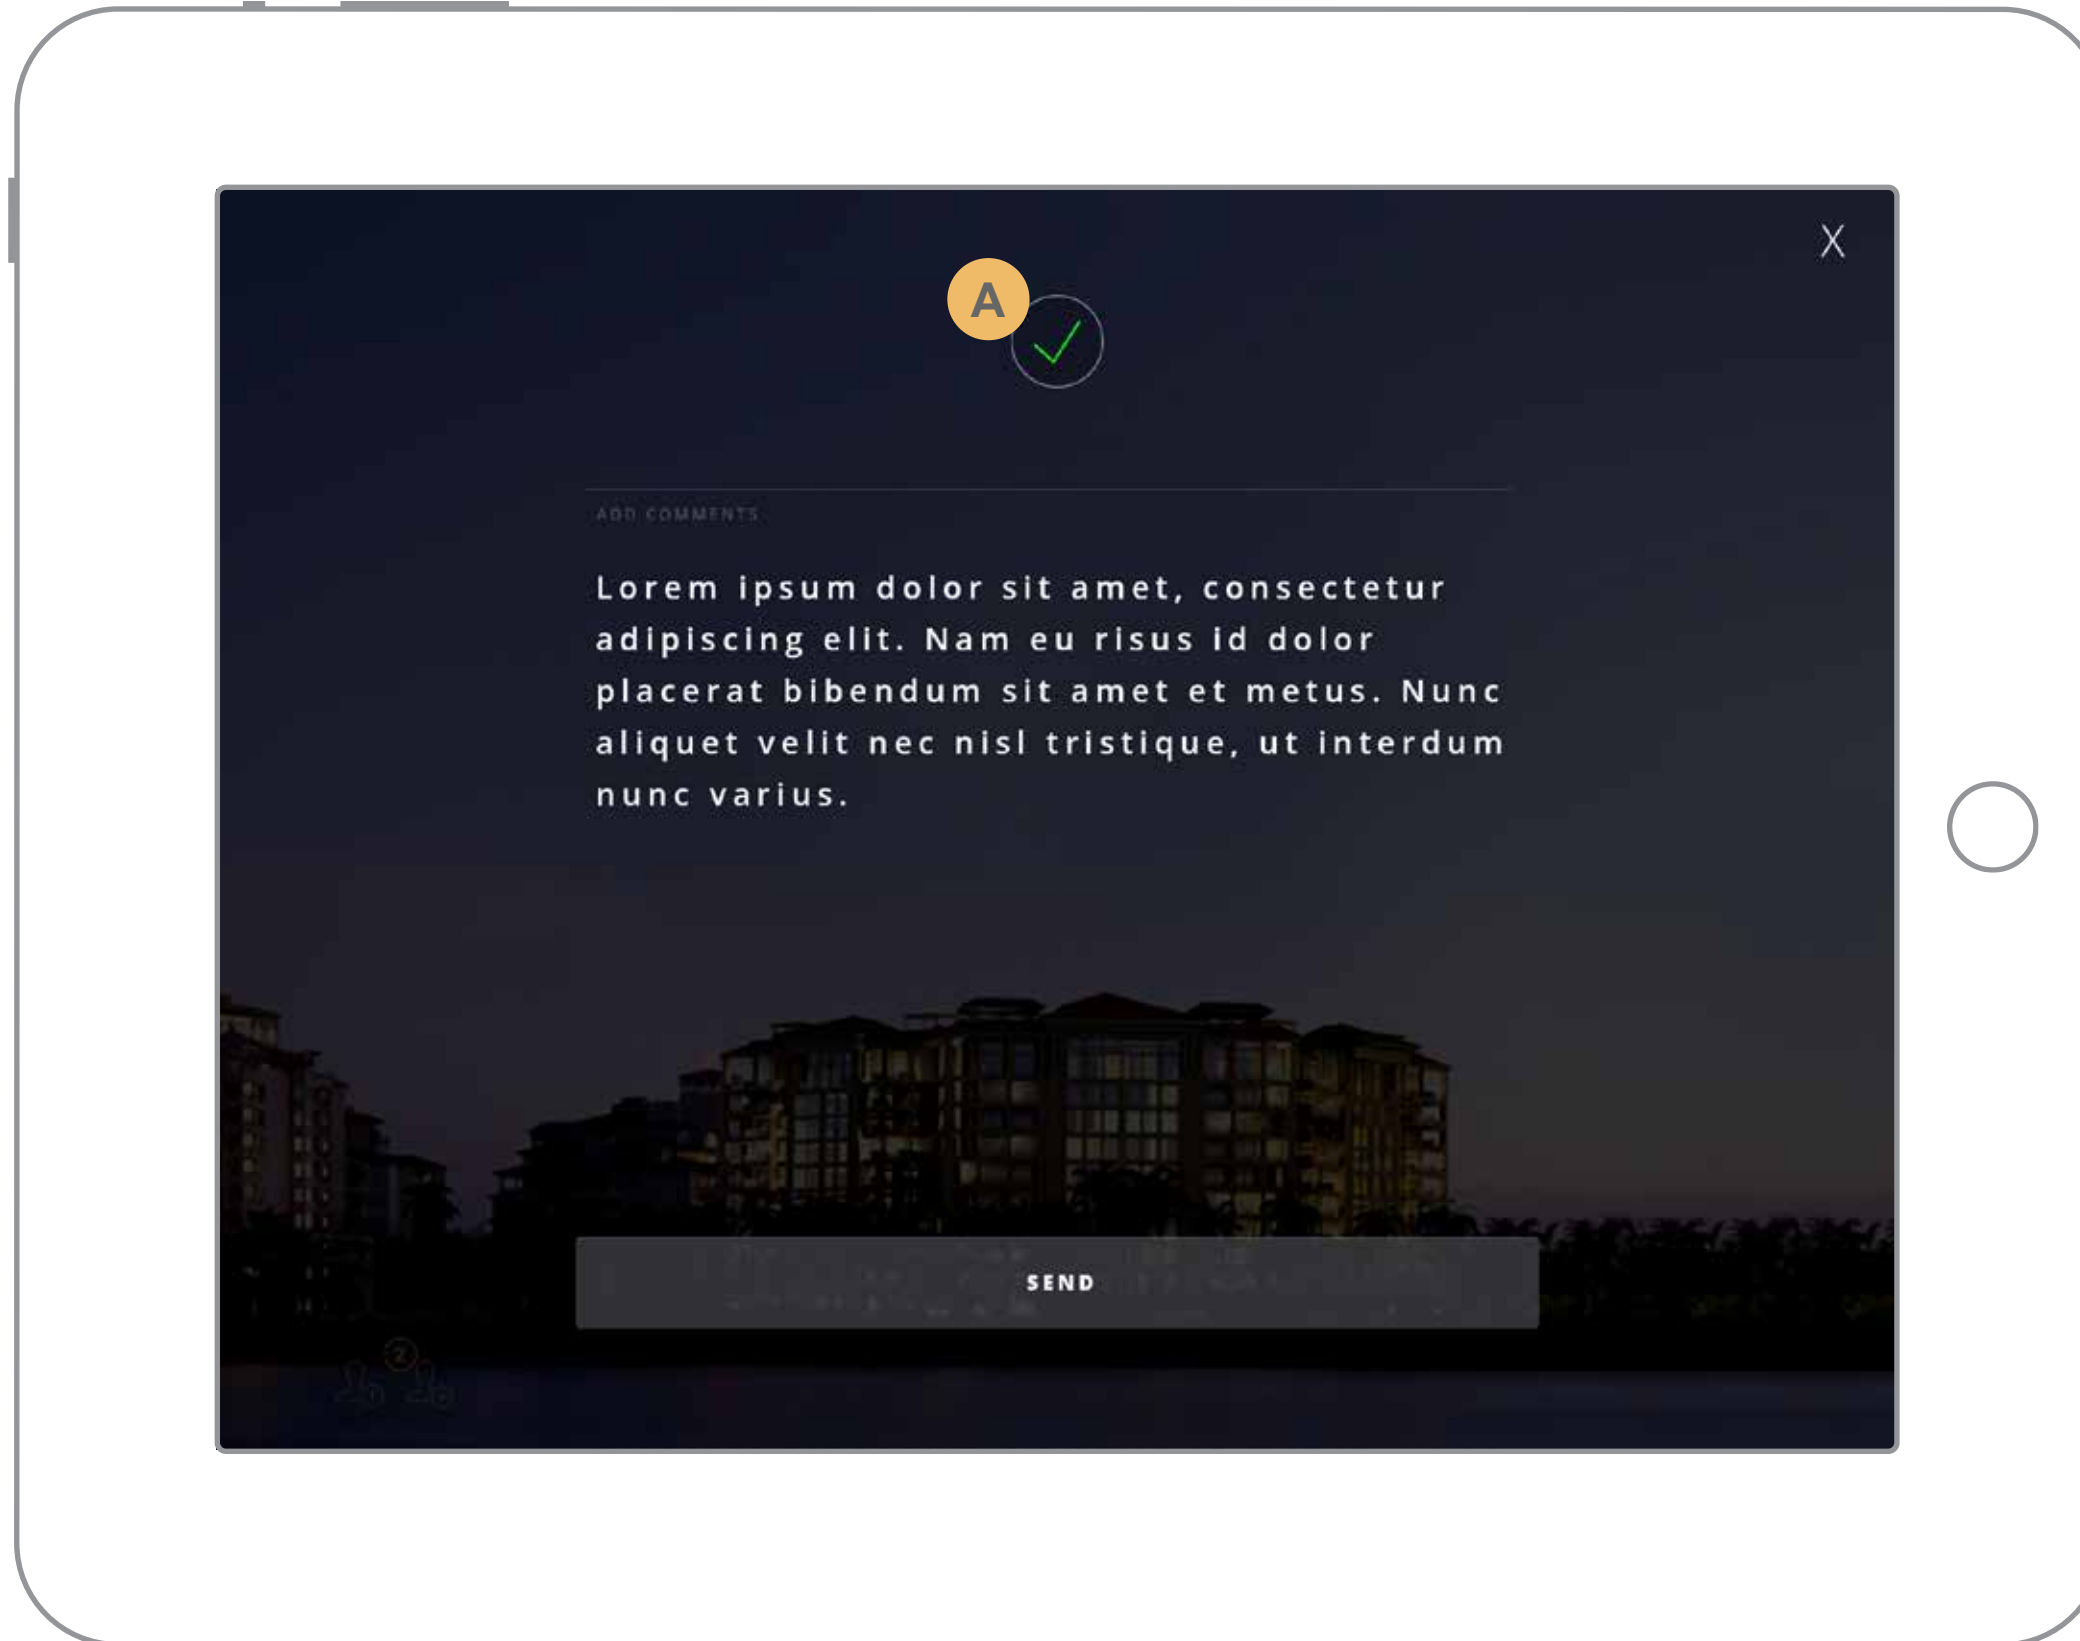 X
A
ADD COMMENTS
Lorem ipsum dolor sit amet, consectetur
adipiscing elit. Nam eu risus id dolor
placerat bibendum sit amet et metus. Nunc
aliquet velit nec nisl tristique, ut interdum
nunc varius.
SEND
2